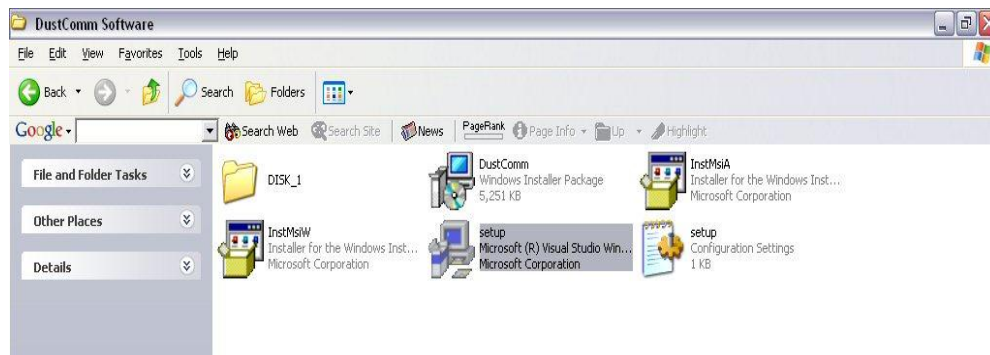 DustComm Software
File Edit View Favorites Tools Help
Back Search Folders
Google Search Web Search Site News PageRank Page Info Up Highlight
File and Folder Tasks
Other Places
Details
DISK_1
DustComm
Windows Installer Package
5,251 KB
InstMsiA
Installer for the Windows Inst...
Microsoft Corporation
InstMsiW
Installer for the Windows Inst...
Microsoft Corporation
setup
Microsoft (R) Visual Studio Win...
Microsoft Corporation
setup
Configuration Settings
1 KB